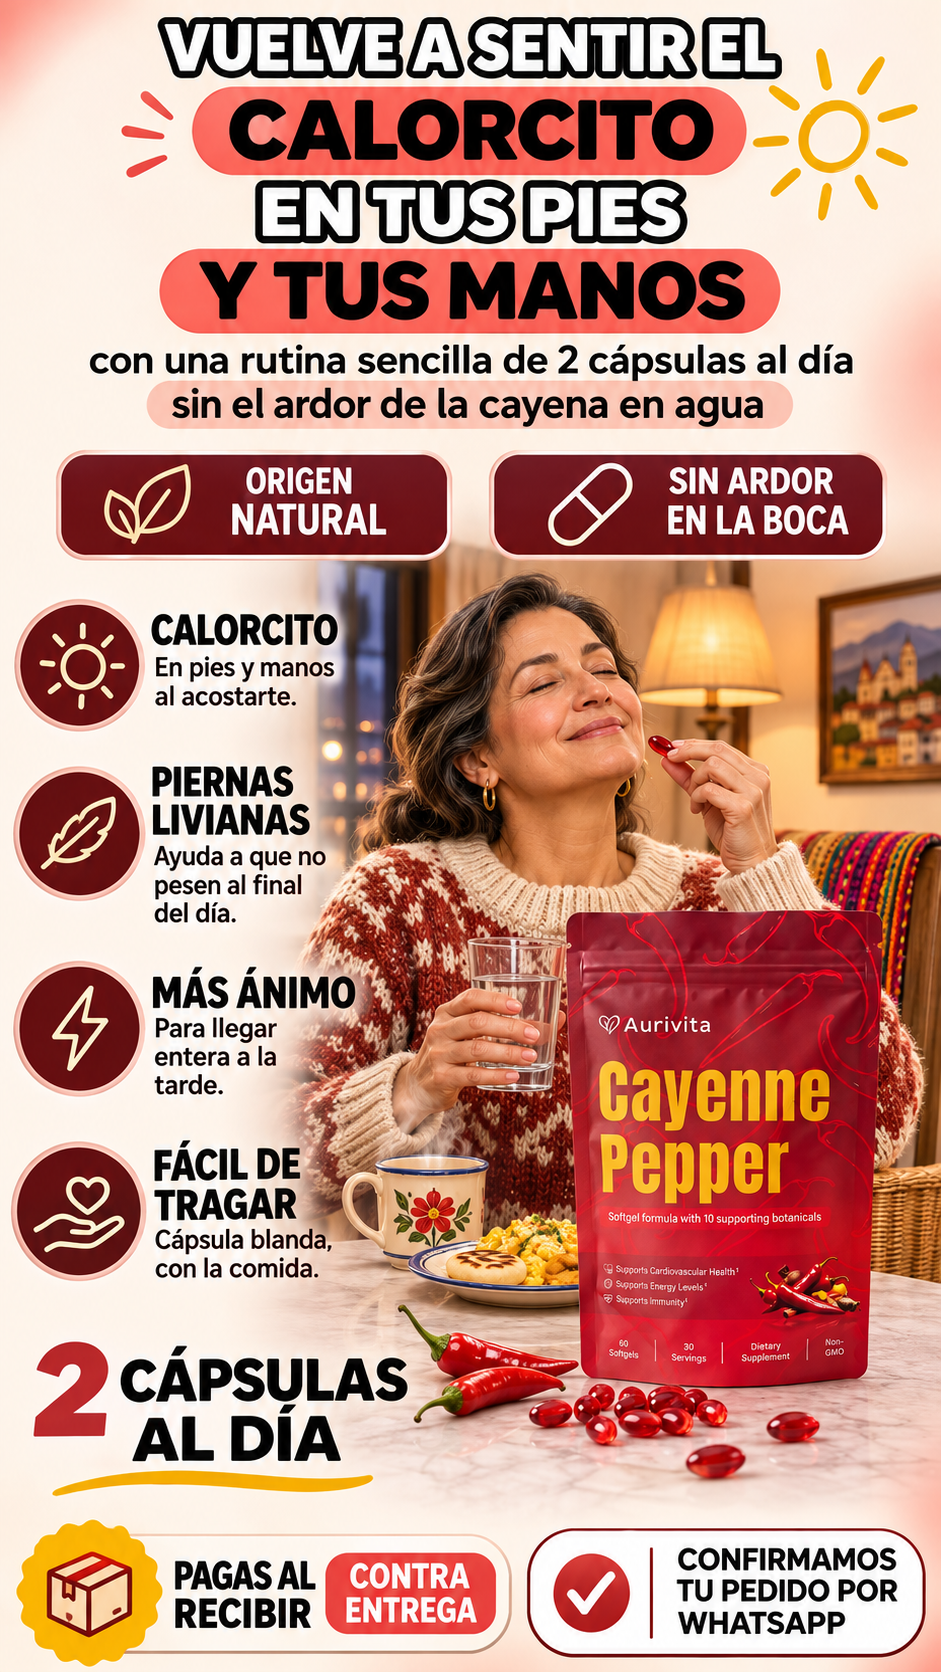 VUELVE A SENTIR EL
CALORCITO
EN TUS PIES
Y TUS MANOS
con una rutina sencilla de 2 cápsulas al día
sin el ardor de la cayena en agua
ORIGEN
NATURAL
SIN ARDOR
EN LA BOCA
CALORCITO
En pies y manos
al acostarte.
PIERNAS
LIVIANAS
Ayuda a que no
pesen al final
del día.
MÁS ÁNIMO
Para llegar
entera a la
tarde.
FÁCIL DE
TRAGAR
Cápsula blanda,
con la comida.
Aurivita
Cayenne
Pepper
Softgel formula with 10 supporting botanicals
Supports Cardiovascular Health¹
Supports Energy Levels¹
Supports Immunity¹
60
Softgels
30
Servings
Dietary
Supplement
Non-
GMO
2 CÁPSULAS
AL DÍA
PAGAS AL
RECIBIR
CONTRA
ENTREGA
CONFIRMAMOS
TU PEDIDO POR
WHATSAPP